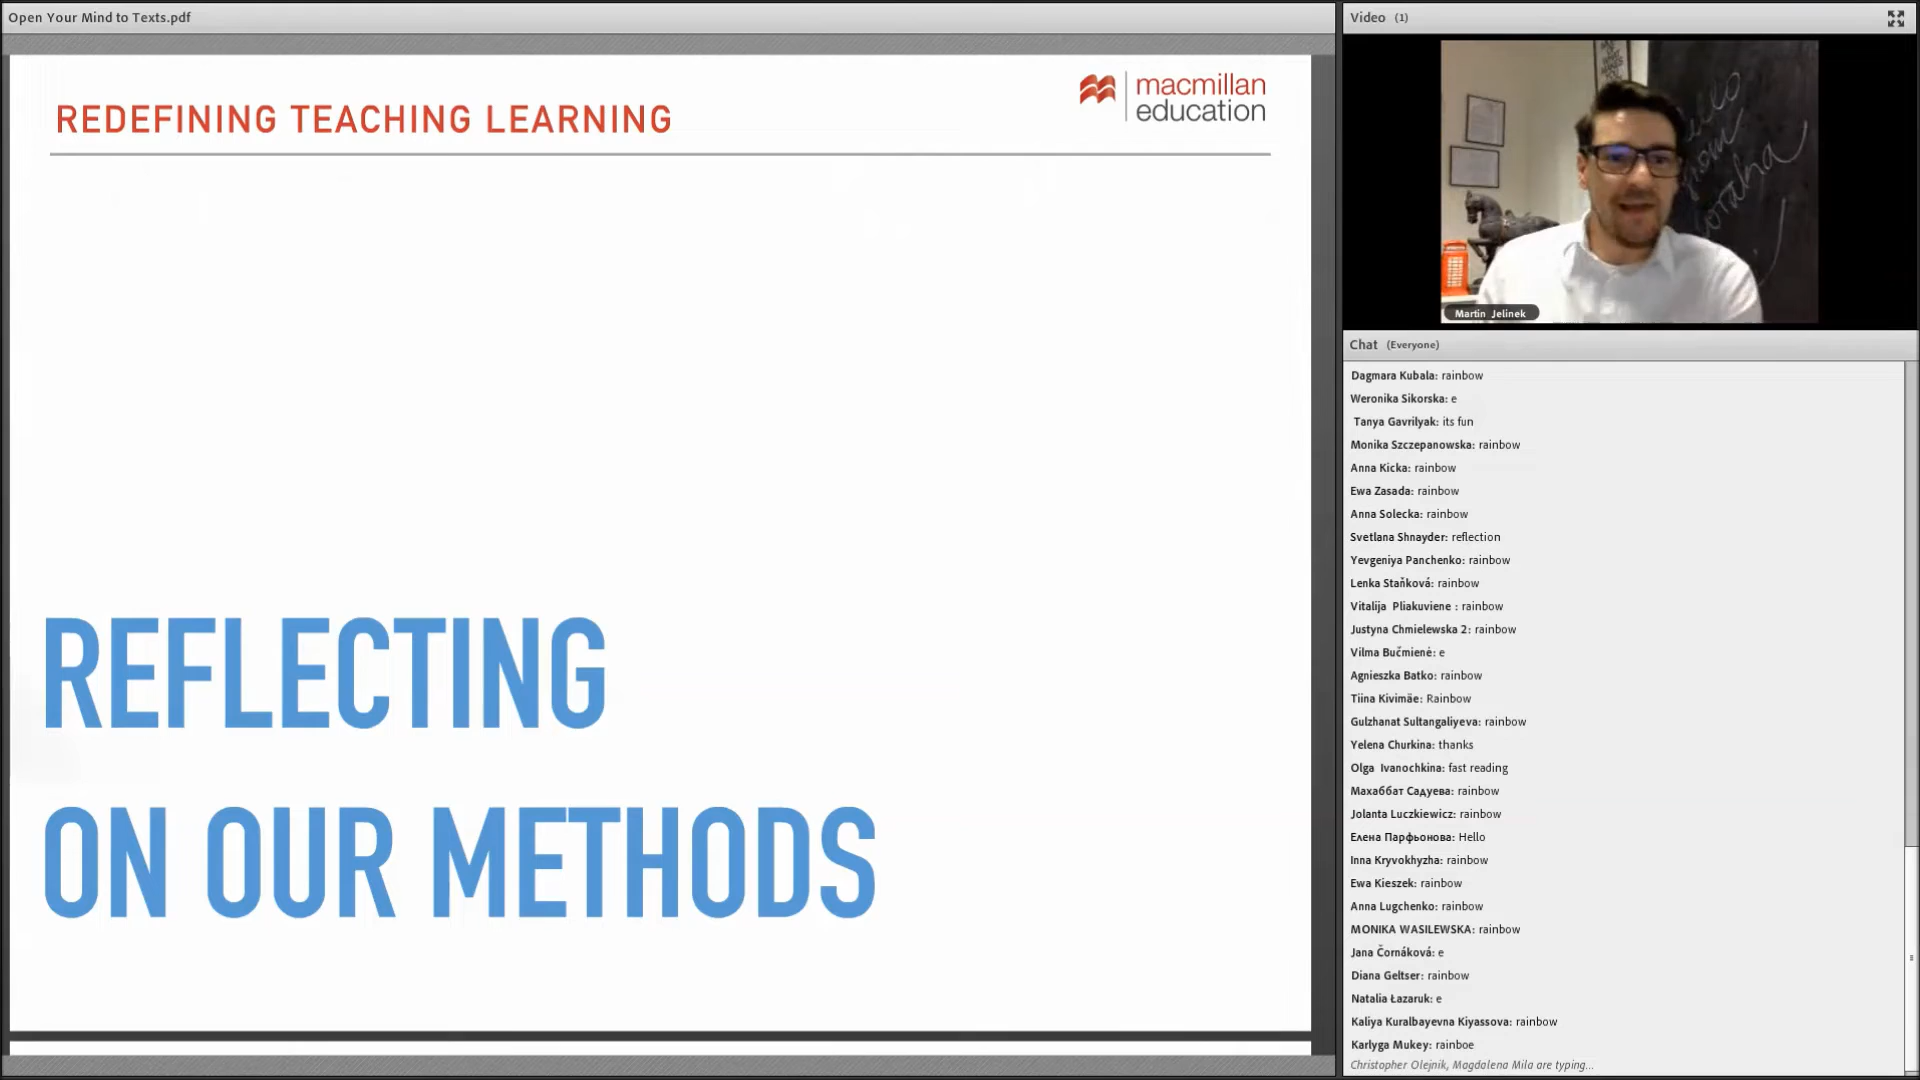 Open Your Mind to Texts.pdf
REDEFINING TEACHING LEARNING
macmillan
education
REFLECTING
ON OUR METHODS
Video (1)
Martin Jelinek
Chat (Everyone)
Dagmara Kubala: rainbow
Weronika Sikorska: e
Tanya Gavrilyak: its fun
Monika Szczepanowska: rainbow
Anna Kicka: rainbow
Ewa Zasada: rainbow
Anna Solecka: rainbow
Svetlana Shnayder: reflection
Yevgeniya Panchenko: rainbow
Lenka Staňková: rainbow
Vitalija Pliakuviene : rainbow
Justyna Chmielewska 2: rainbow
Vilma Bučmienė: e
Agnieszka Batko: rainbow
Tiina Kivimäe: Rainbow
Gulzhanat Sultangaliyeva: rainbow
Yelena Churkina: thanks
Olga Ivanochkina: fast reading
Махаббат Садуева: rainbow
Jolanta Luczkiewicz: rainbow
Елена Парфьонова: Hello
Inna Kryvokhyzha: rainbow
Ewa Kieszek: rainbow
Anna Lugchenko: rainbow
MONIKA WASILEWSKA: rainbow
Jana Čornáková: e
Diana Geltser: rainbow
Natalia Łazaruk: e
Kaliya Kuralbayevna Kiyassova: rainbow
Karlyga Mukey: rainboe
Christopher Olejnik, Magdalena Mila are typing...